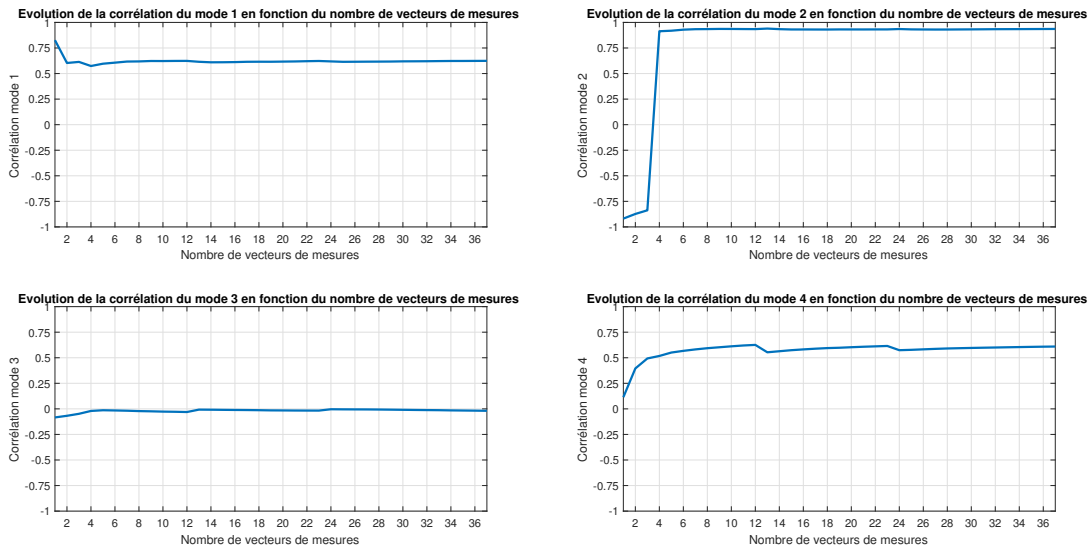 Evolution de la corrélation du mode 1 en fonction du nombre de vecteurs de mesures
1
0.75
0.5
0.25
0
-0.25
-0.5
-0.75
-1
Corrélation mode 1
2 4 6 8 10 12 14 16 18 20 22 24 26 28 30 32 34 36
Nombre de vecteurs de mesures
Evolution de la corrélation du mode 2 en fonction du nombre de vecteurs de mesures
1
0.75
0.5
0.25
0
-0.25
-0.5
-0.75
-1
Corrélation mode 2
2 4 6 8 10 12 14 16 18 20 22 24 26 28 30 32 34 36
Nombre de vecteurs de mesures
Evolution de la corrélation du mode 3 en fonction du nombre de vecteurs de mesures
1
0.75
0.5
0.25
0
-0.25
-0.5
-0.75
-1
Corrélation mode 3
2 4 6 8 10 12 14 16 18 20 22 24 26 28 30 32 34 36
Nombre de vecteurs de mesures
Evolution de la corrélation du mode 4 en fonction du nombre de vecteurs de mesures
1
0.75
0.5
0.25
0
-0.25
-0.5
-0.75
-1
Corrélation mode 4
2 4 6 8 10 12 14 16 18 20 22 24 26 28 30 32 34 36
Nombre de vecteurs de mesures